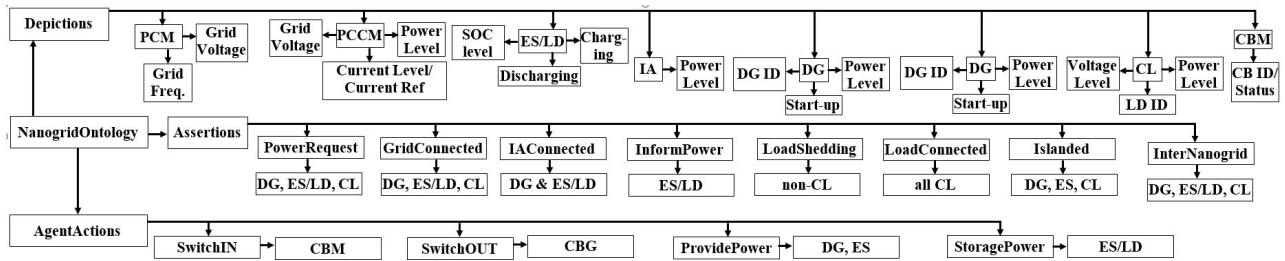 Depictions
PCM
Grid
Voltage
Grid
Freq.
Grid
Voltage
PCCM
Power
Level
Current Level/
Current Ref
SOC
level
ES/LD
Charg-
ing
Discharging
IA
Power
Level
DG ID
DG
Power
Level
Start-up
DG ID
DG
Power
Level
Start-up
Voltage
Level
CL
Power
Level
LD ID
CBM
CB ID/
Status
NanogridOntology
Assertions
PowerRequest
GridConnected
IAConnected
InformPower
LoadShedding
LoadConnected
Islanded
InterNanogrid
DG, ES/LD, CL
DG, ES/LD, CL
DG & ES/LD
ES/LD
non-CL
all CL
DG, ES, CL
DG, ES/LD, CL
AgentActions
SwitchIN
CBM
SwitchOUT
CBG
ProvidePower
DG, ES
StoragePower
ES/LD